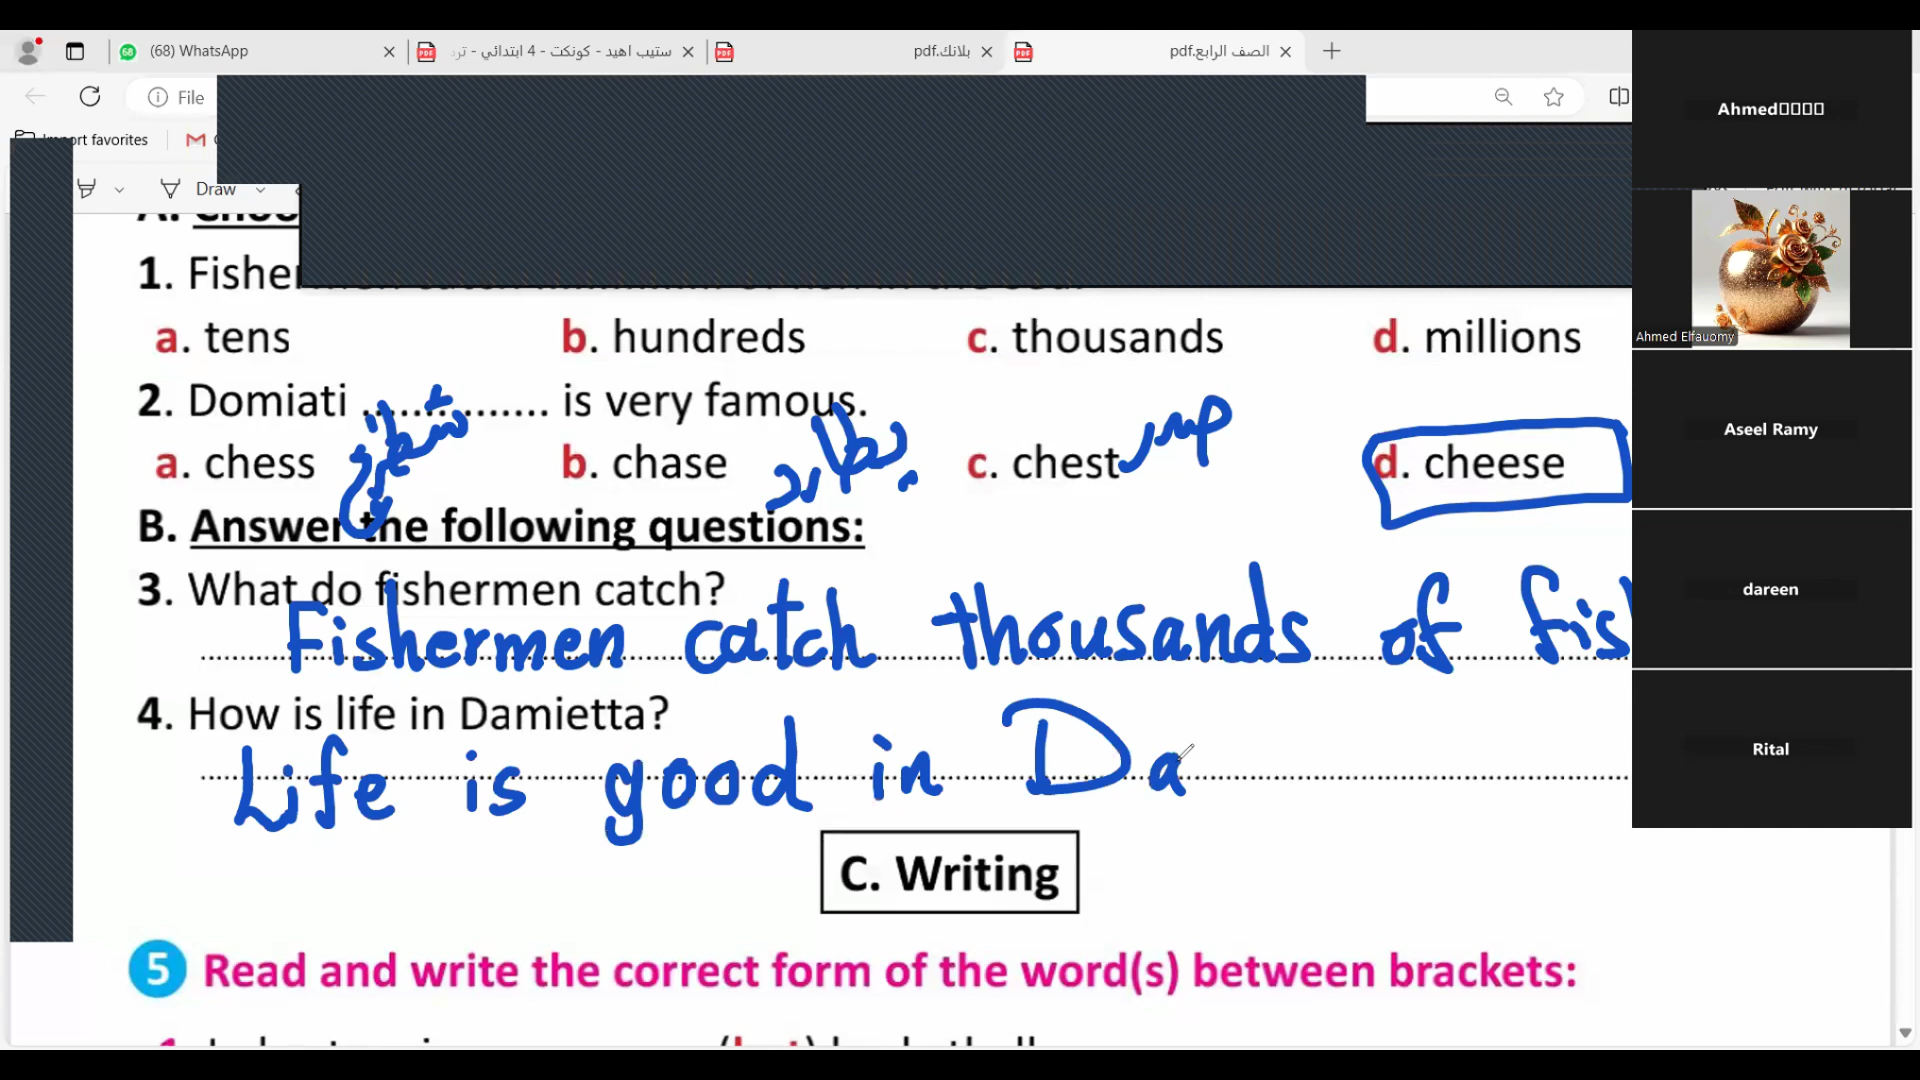 (68) WhatsApp
ستيب اهيد - كونكت - 4 ابتدائي - تر
بلانك.pdf
الصف الرابع.pdf
File
Import favorites
Draw
A. Choo
1. Fisher
a. tens b. hundreds c. thousands d. millions
2. Domiati .................. is very famous.
شطرنج يطارد صدر
a. chess b. chase c. chest d. cheese
B. Answer the following questions:
3. What do fishermen catch?
Fishermen catch thousands of fis
4. How is life in Damietta?
Life is good in Da
C. Writing
5 Read and write the correct form of the word(s) between brackets:
Ahmed
Ahmed Elfauomy
Aseel Ramy
dareen
Rital